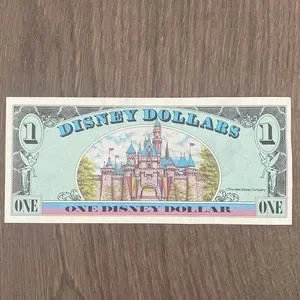 DISNEY DOLLARS
1 1
©The Walt Disney Company
ONE ONE DISNEY DOLLAR ONE